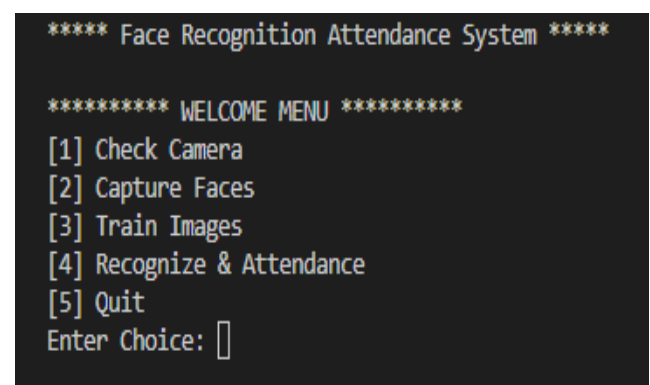 ***** Face Recognition Attendance System *****
********** WELCOME MENU **********
[1] Check Camera
[2] Capture Faces
[3] Train Images
[4] Recognize & Attendance
[5] Quit
Enter Choice: